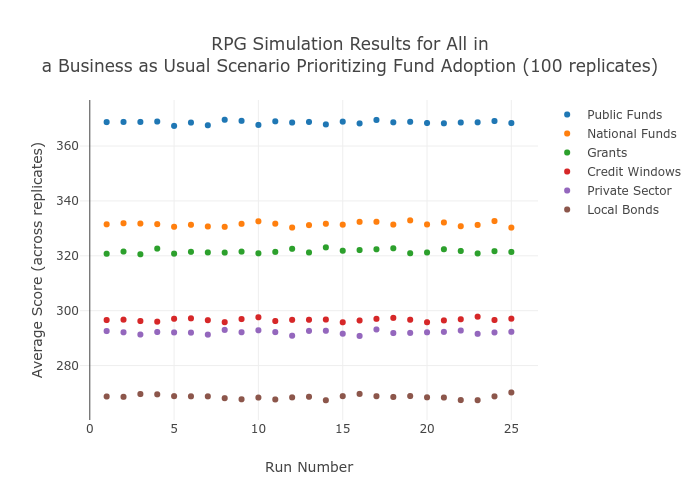 RPG Simulation Results for All in
a Business as Usual Scenario Prioritizing Fund Adoption (100 replicates)
Average Score (across replicates)
360
340
320
300
280
0
5
10
15
20
25
Run Number
Public Funds
National Funds
Grants
Credit Windows
Private Sector
Local Bonds